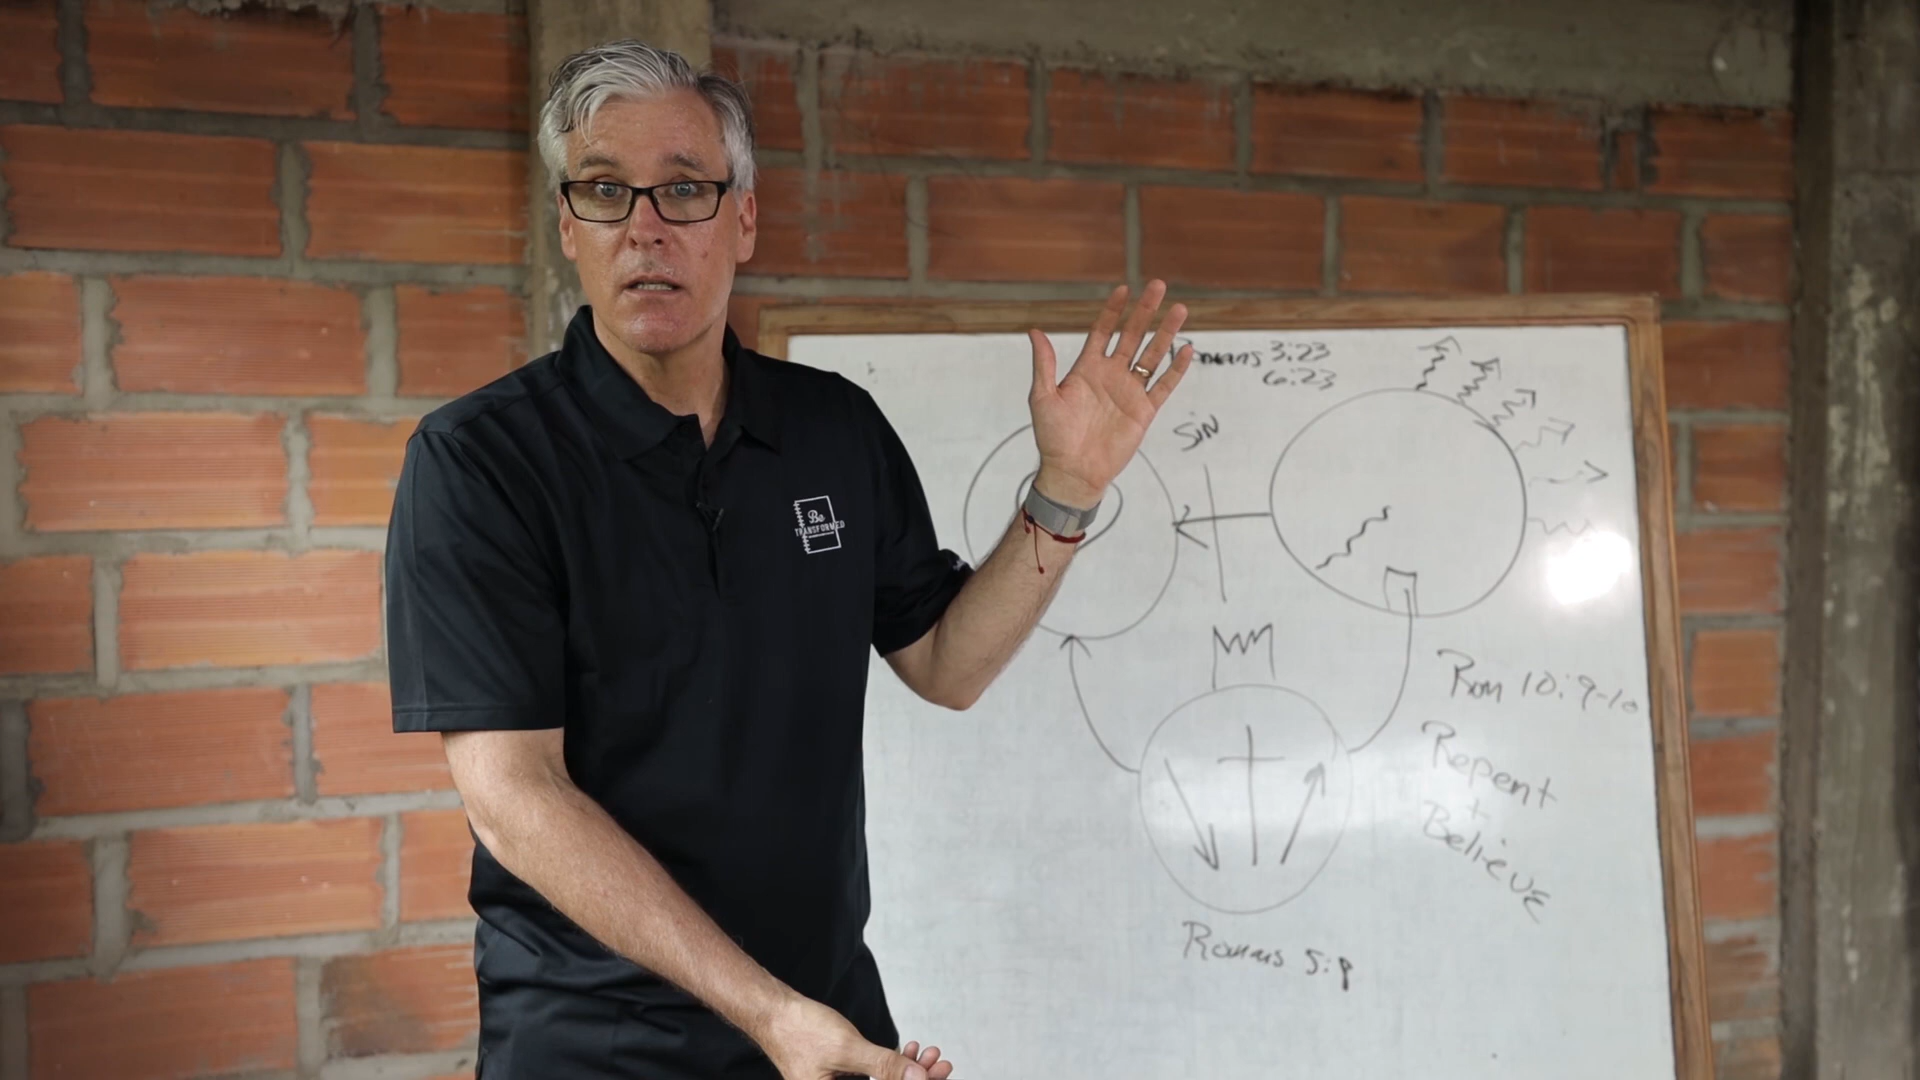 Romans 3:23
6:23
SIN
Be
TRANSFORMED
Rom 10:9-10
Repent
+
Believe
Romans 5:8